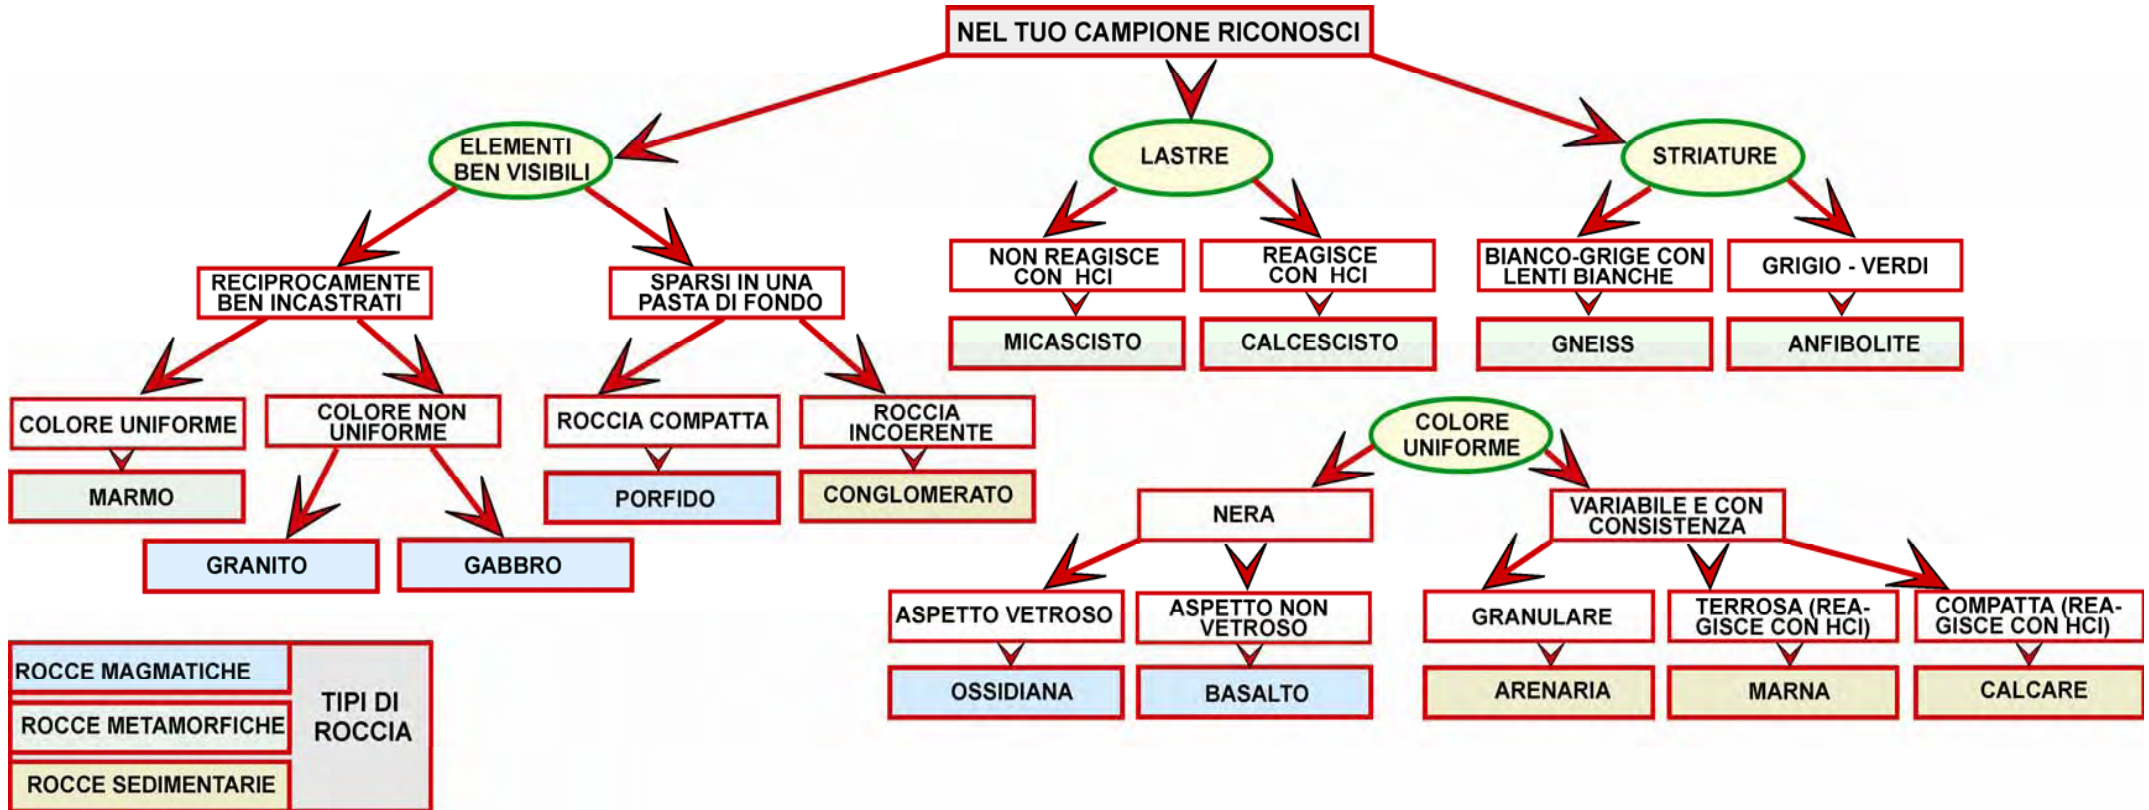 NEL TUO CAMPIONE RICONOSCI
ELEMENTI
BEN VISIBILI
LASTRE
STRIATURE
RECIPROCAMENTE
BEN INCASTRATI
SPARSI IN UNA
PASTA DI FONDO
NON REAGISCE
CON HCI
REAGISCE
CON HCI
BIANCO-GRIGE CON
LENTI BIANCHE
GRIGIO - VERDI
MICASCISTO
CALCESCISTO
GNEISS
ANFIBOLITE
COLORE UNIFORME
COLORE NON
UNIFORME
ROCCIA COMPATTA
ROCCIA
INCOERENTE
MARMO
PORFIDO
CONGLOMERATO
GRANITO
GABBRO
COLORE
UNIFORME
NERA
VARIABILE E CON
CONSISTENZA
ASPETTO VETROSO
ASPETTO NON
VETROSO
GRANULARE
TERROSA (REA-
GISCE CON HCI)
COMPATTA (REA-
GISCE CON HCI)
OSSIDIANA
BASALTO
ARENARIA
MARNA
CALCARE
ROCCE MAGMATICHE
ROCCE METAMORFICHE
ROCCE SEDIMENTARIE
TIPI DI
ROCCIA